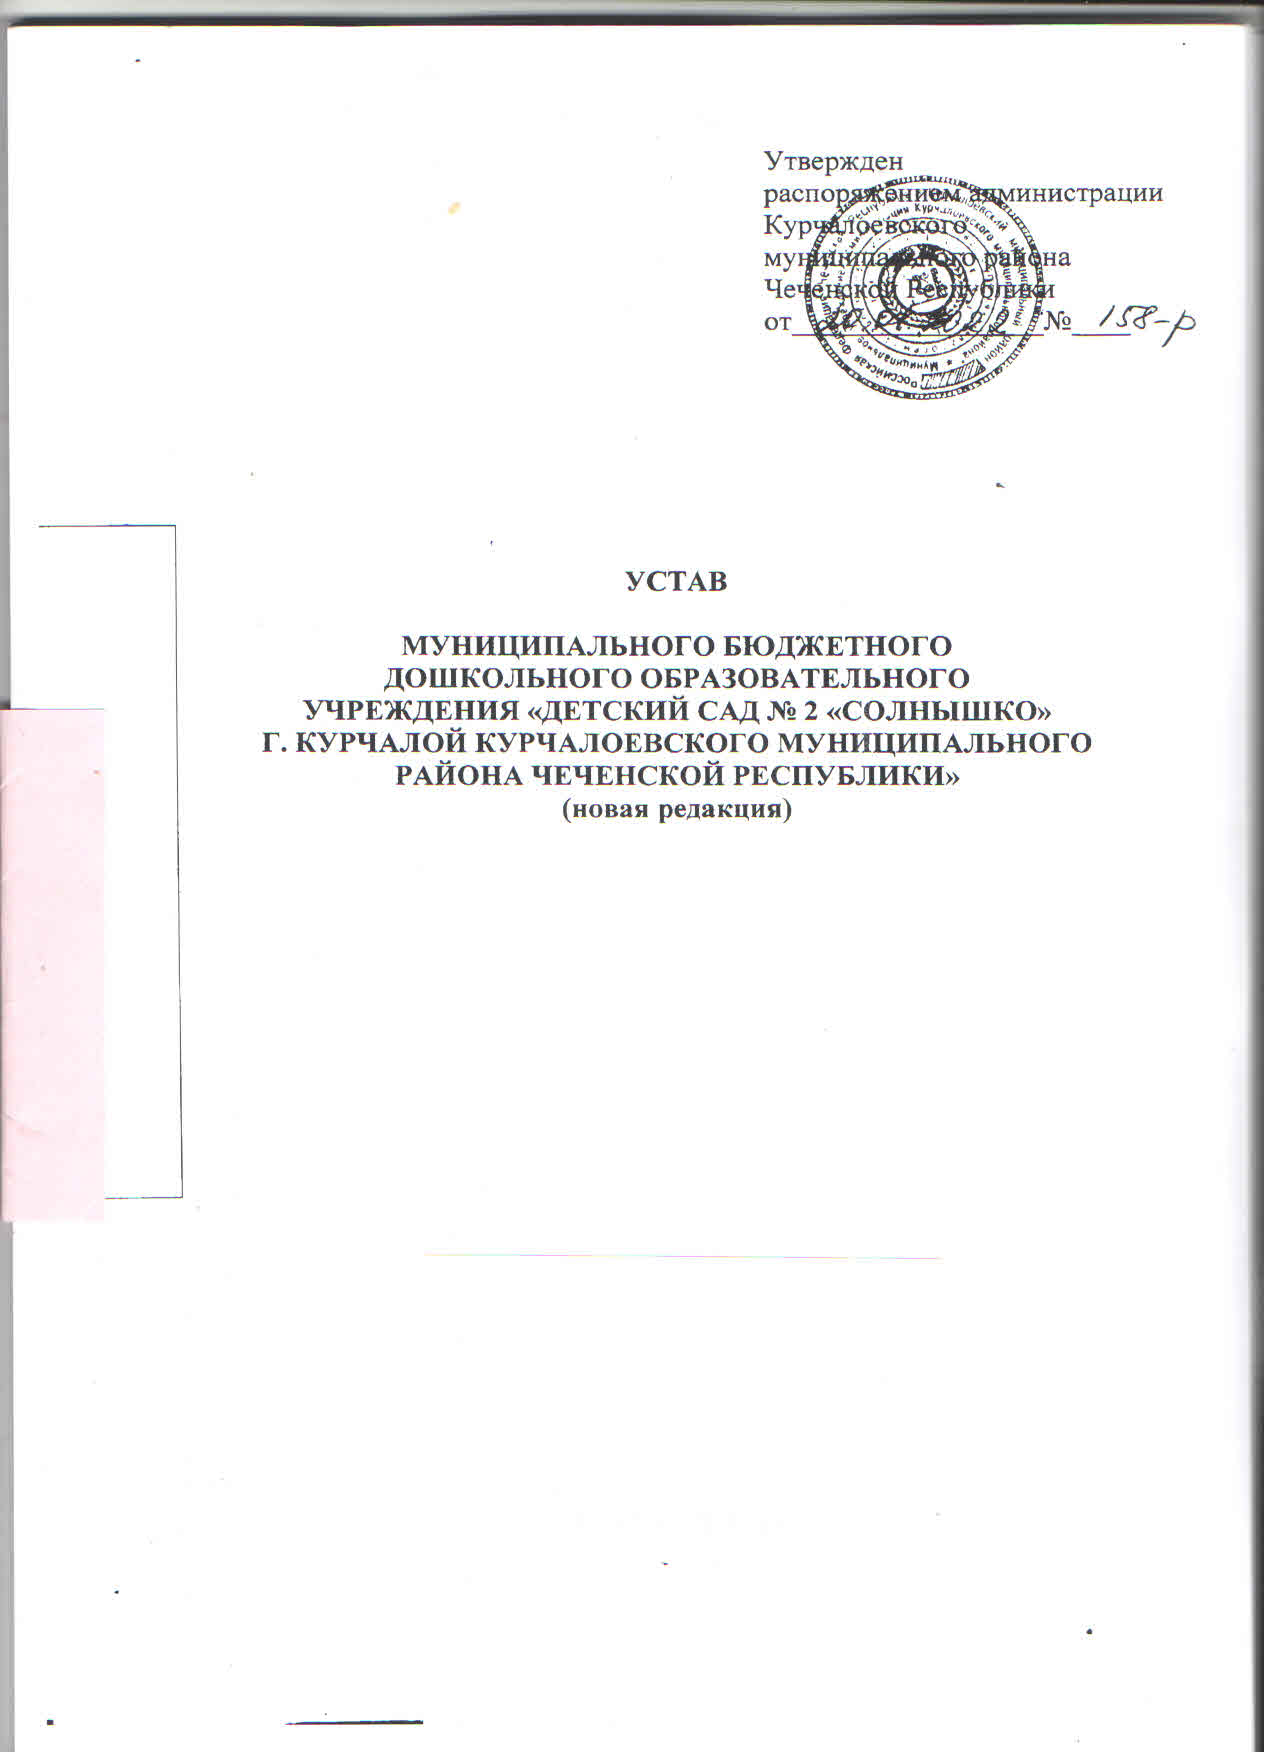 Утвержден
распоряжением администрации
Курчалоевского
муниципального района
Чеченской Республики
от № 158-р
УСТАВ
МУНИЦИПАЛЬНОГО БЮДЖЕТНОГО
ДОШКОЛЬНОГО ОБРАЗОВАТЕЛЬНОГО
УЧРЕЖДЕНИЯ «ДЕТСКИЙ САД № 2 «СОЛНЫШКО»
Г. КУРЧАЛОЙ КУРЧАЛОЕВСКОГО МУНИЦИПАЛЬНОГО
РАЙОНА ЧЕЧЕНСКОЙ РЕСПУБЛИКИ»
(новая редакция)